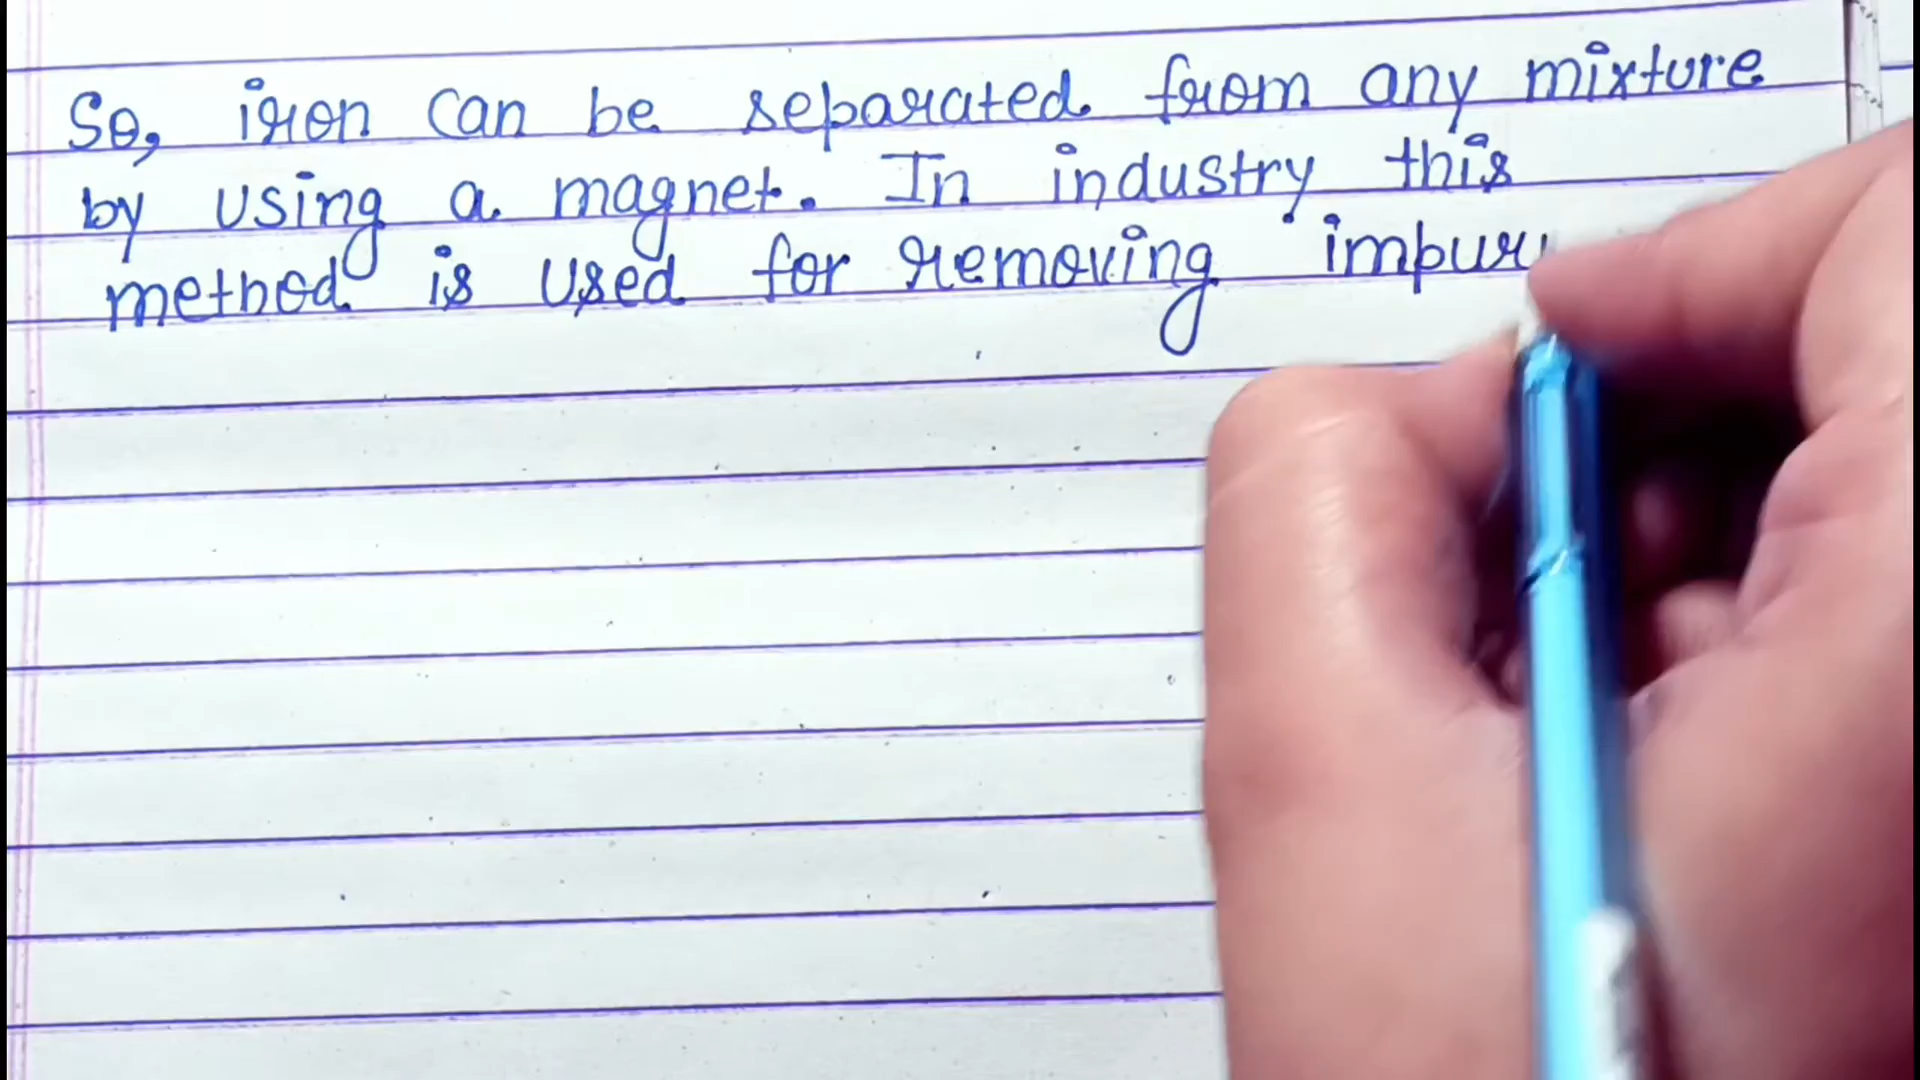 So, iron can be separated from any mixture
by using a magnet. In industry this
method is used for removing impur